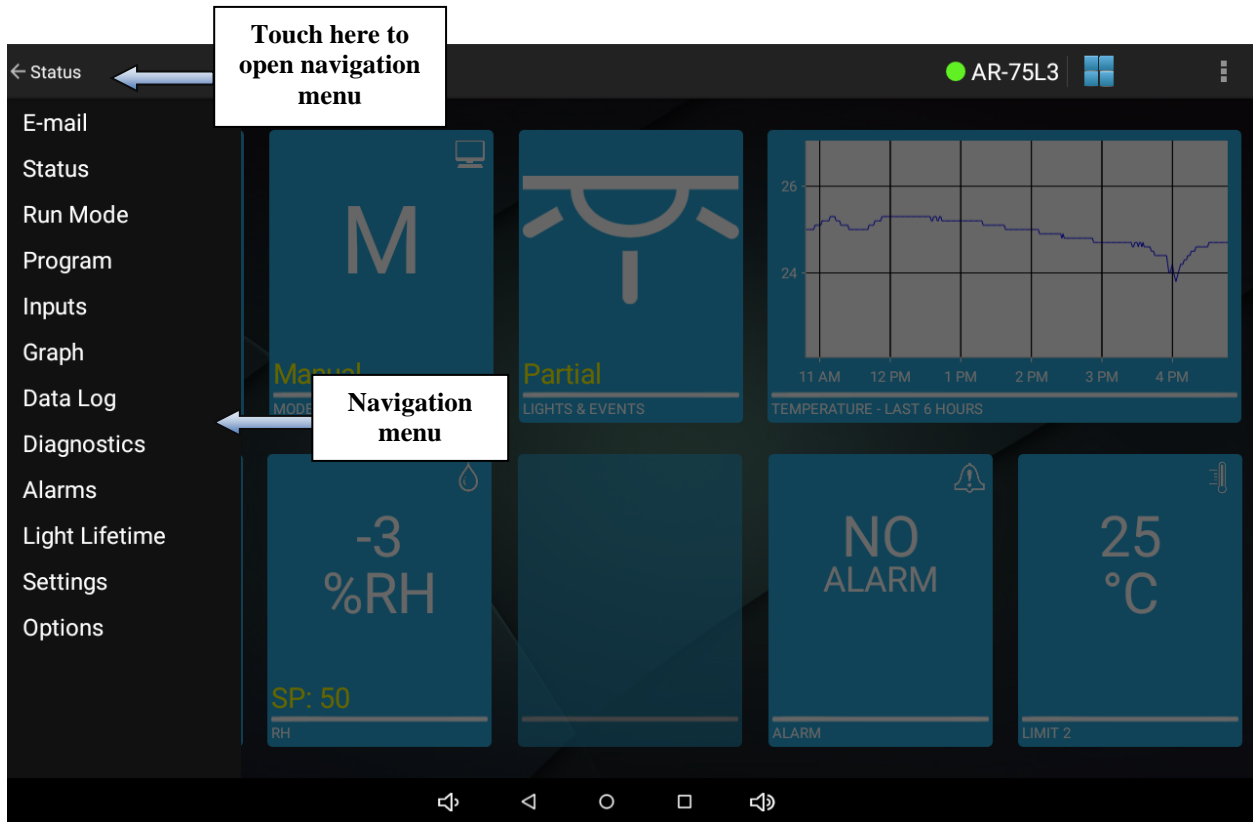 Touch here to
open navigation
menu
Status
AR-75L3
E-mail
Status
Run Mode
Program
Inputs
Graph
Data Log
Diagnostics
Alarms
Light Lifetime
Settings
Options
Navigation
menu
M
Manual
MODE
Partial
LIGHTS & EVENTS
26
24
11 AM 12 PM 1 PM 2 PM 3 PM 4 PM
TEMPERATURE - LAST 6 HOURS
-3
%RH
SP: 50
RH
NO
ALARM
ALARM
25
°C
LIMIT 2